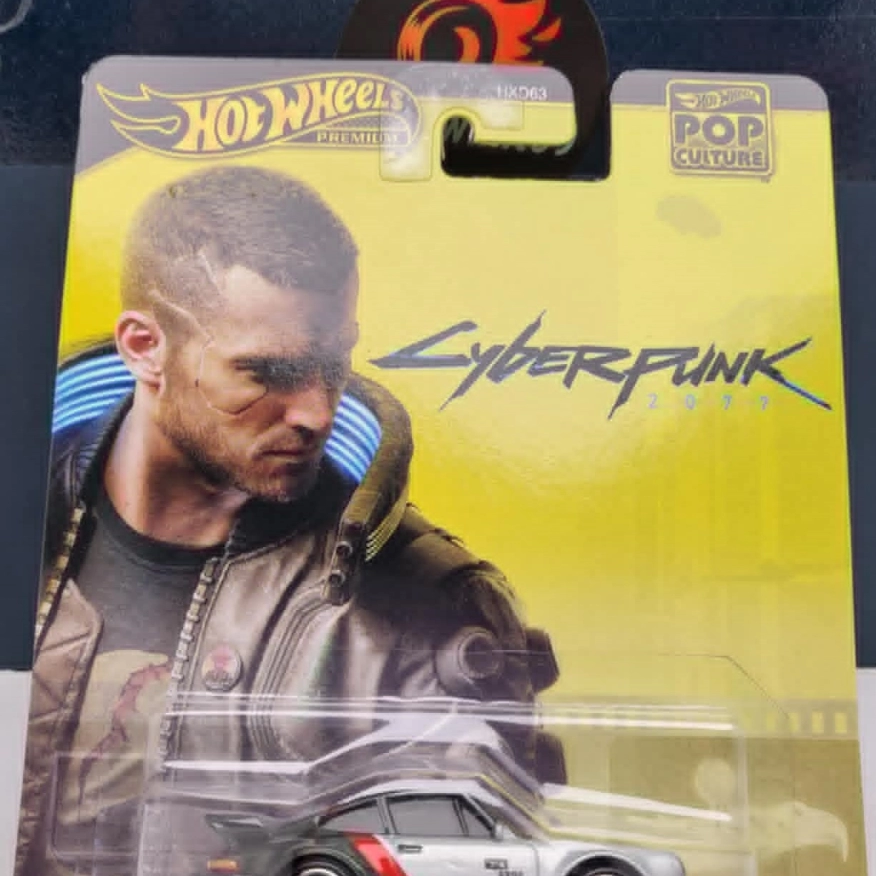 HOT WHEELS
PREMIUM
HXD63
HOT WHEELS
POP
CULTURE
CYBERPUNK
2077